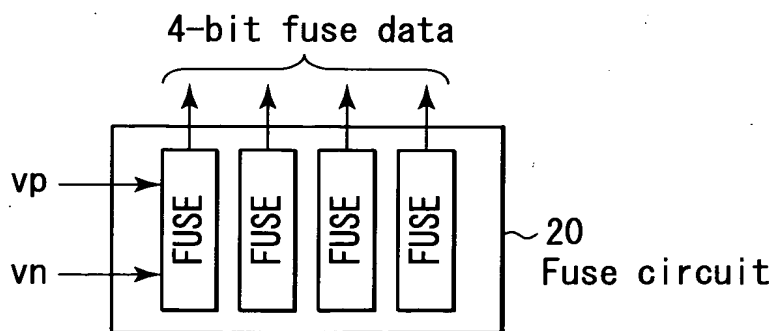 4-bit fuse data
vp
vn
FUSE
FUSE
FUSE
FUSE
20
Fuse circuit